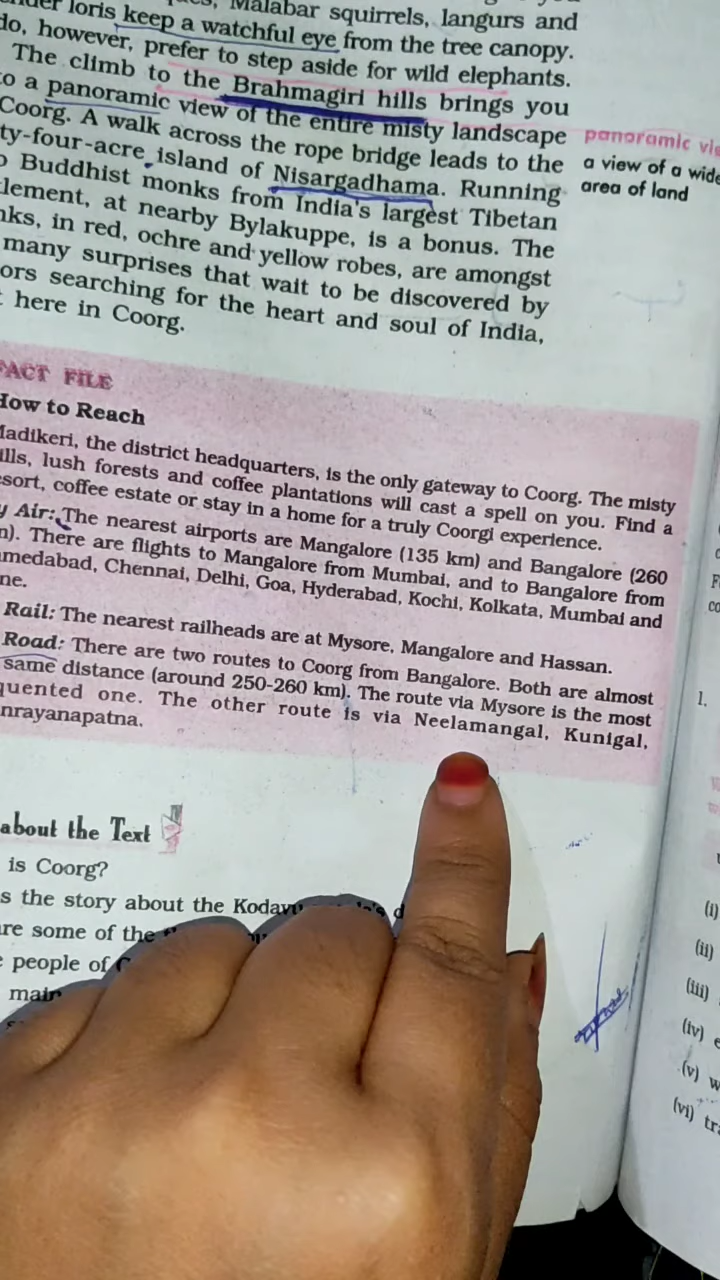 loris keep a watchful eye from the tree canopy.
do, however, prefer to step aside for wild elephants.
The climb to the Brahmagiri hills brings you
to a panoramic view of the entire misty landscape
Coorg. A walk across the rope bridge leads to the
ty-four-acre island of Nisargadhama. Running
Buddhist monks from India's largest Tibetan
lement, at nearby Bylakuppe, is a bonus. The
nks, in red, ochre and yellow robes, are amongst
many surprises that wait to be discovered by
ors searching for the heart and soul of India,
here in Coorg.
panoramic
a view of a wide
area of land
FACT FILE
How to Reach
Madikeri, the district headquarters, is the only gateway to Coorg. The misty
ills, lush forests and coffee plantations will cast a spell on you. Find a
esort, coffee estate or stay in a home for a truly Coorgi experience.
y Air: The nearest airports are Mangalore (135 km) and Bangalore (260
m). There are flights to Mangalore from Mumbai, and to Bangalore from
medabad, Chennai, Delhi, Goa, Hyderabad, Kochi, Kolkata, Mumbai and
ne.
Rail: The nearest railheads are at Mysore, Mangalore and Hassan.
Road: There are two routes to Coorg from Bangalore. Both are almost
same distance (around 250-260 km). The route via Mysore is the most
quented one. The other route is via Neelamangal, Kunigal,
nrayanapatna.
about the Text
is Coorg?
s the story about the
are some of the
people of
main
1.
(i)
(ii)
(iii)
(iv)
(v)
(vi)